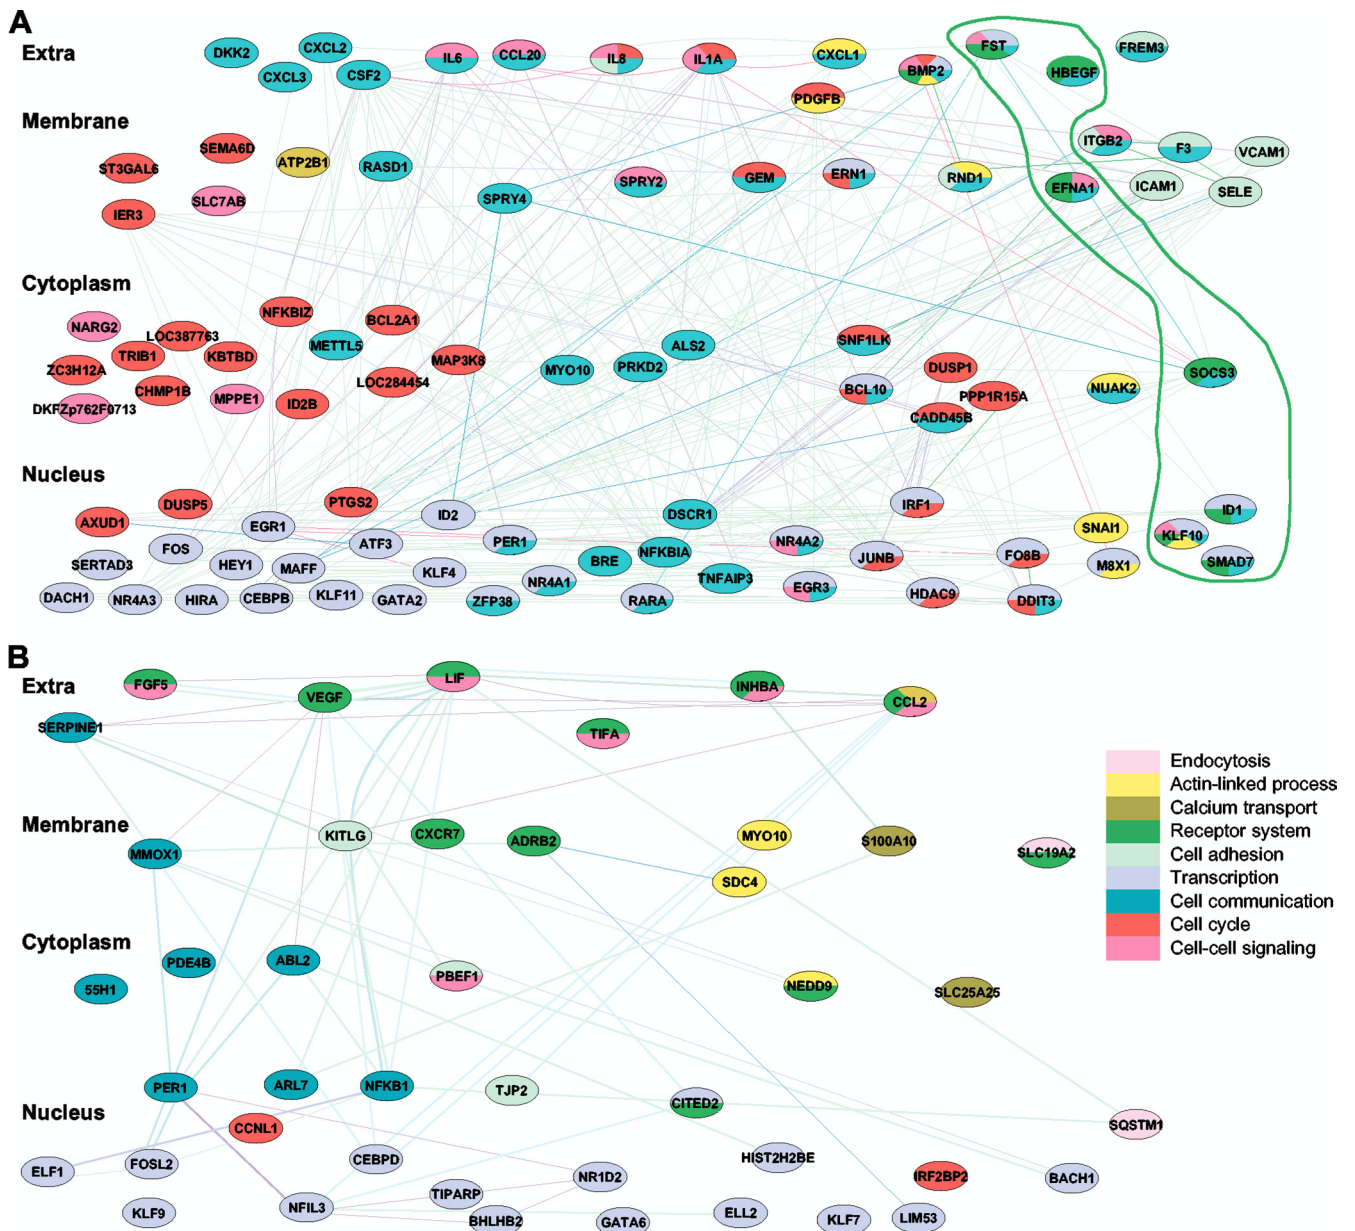 A
Extra
DKK2
CXCL2
CXCL3
CSF2
IL6
CCL20
IL8
IL1A
CXCL1
PDGFB
BMP2
FST
HBEGF
FREM3
Membrane
ST3GAL6
SEMA6D
ATP2B1
RASD1
SLC7AB
IER3
SPRY4
SPRY2
GEM
ERN1
RND1
ITGB2
F3
VCAM1
EFNA1
ICAM1
SELE
Cytoplasm
NARG2
LOC387763
NFKBIZ
BCL2A1
TRIB1
KBTBD
METTL5
ZC3H12A
CHMP1B
MPPE1
DKFZp762F0713
ID2B
LOC284454
MAP3K8
MYO10
PRKD2
ALS2
SNF1LK
DUSP1
BCL10
PPP1R15A
CADD45B
NUAK2
SOCS3
Nucleus
AXUD1
DUSP5
PTGS2
EGR1
ID2
DSCR1
IRF1
SNAI1
ID1
KLF10
SMAD7
SERTAD3
FOS
HEY1
MAFF
ATF3
PER1
KLF4
BRE
NFKBIA
NR4A2
JUNB
FO8B
M8X1
DACH1
NR4A3
HIRA
CEBPB
KLF11
GATA2
ZFP38
NR4A1
RARA
TNFAIP3
EGR3
HDAC9
DDIT3
B
Extra
FGF5
VEGF
LIF
INHBA
CCL2
SERPINE1
TIFA
Membrane
MMOX1
KITLG
CXCR7
ADRB2
MYO10
S100A10
SLC19A2
SDC4
Cytoplasm
55H1
PDE4B
ABL2
PBEF1
NEDD9
SLC25A25
Nucleus
PER1
ARL7
NFKB1
TJP2
CITED2
SQSTM1
CCNL1
ELF1
FOSL2
CEBPD
HIST2H2BE
IRF2BP2
BACH1
KLF9
NFIL3
TIPARP
NR1D2
BHLHB2
GATA6
ELL2
KLF7
LIM53
Endocytosis
Actin-linked process
Calcium transport
Receptor system
Cell adhesion
Transcription
Cell communication
Cell cycle
Cell-cell signaling